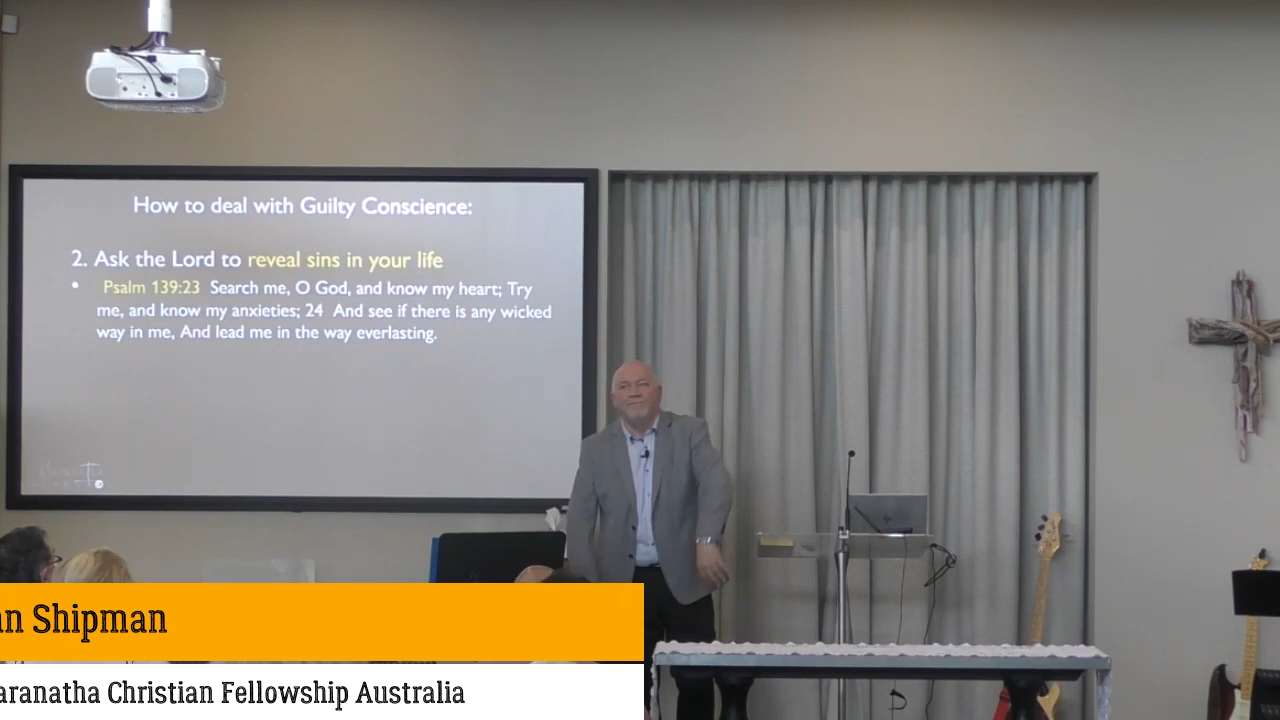 How to deal with Guilty Conscience:
2. Ask the Lord to reveal sins in your life
• Psalm 139:23 Search me, O God, and know my heart; Try
me, and know my anxieties; 24 And see if there is any wicked
way in me, And lead me in the way everlasting.
Shipman
Christian Fellowship Australia